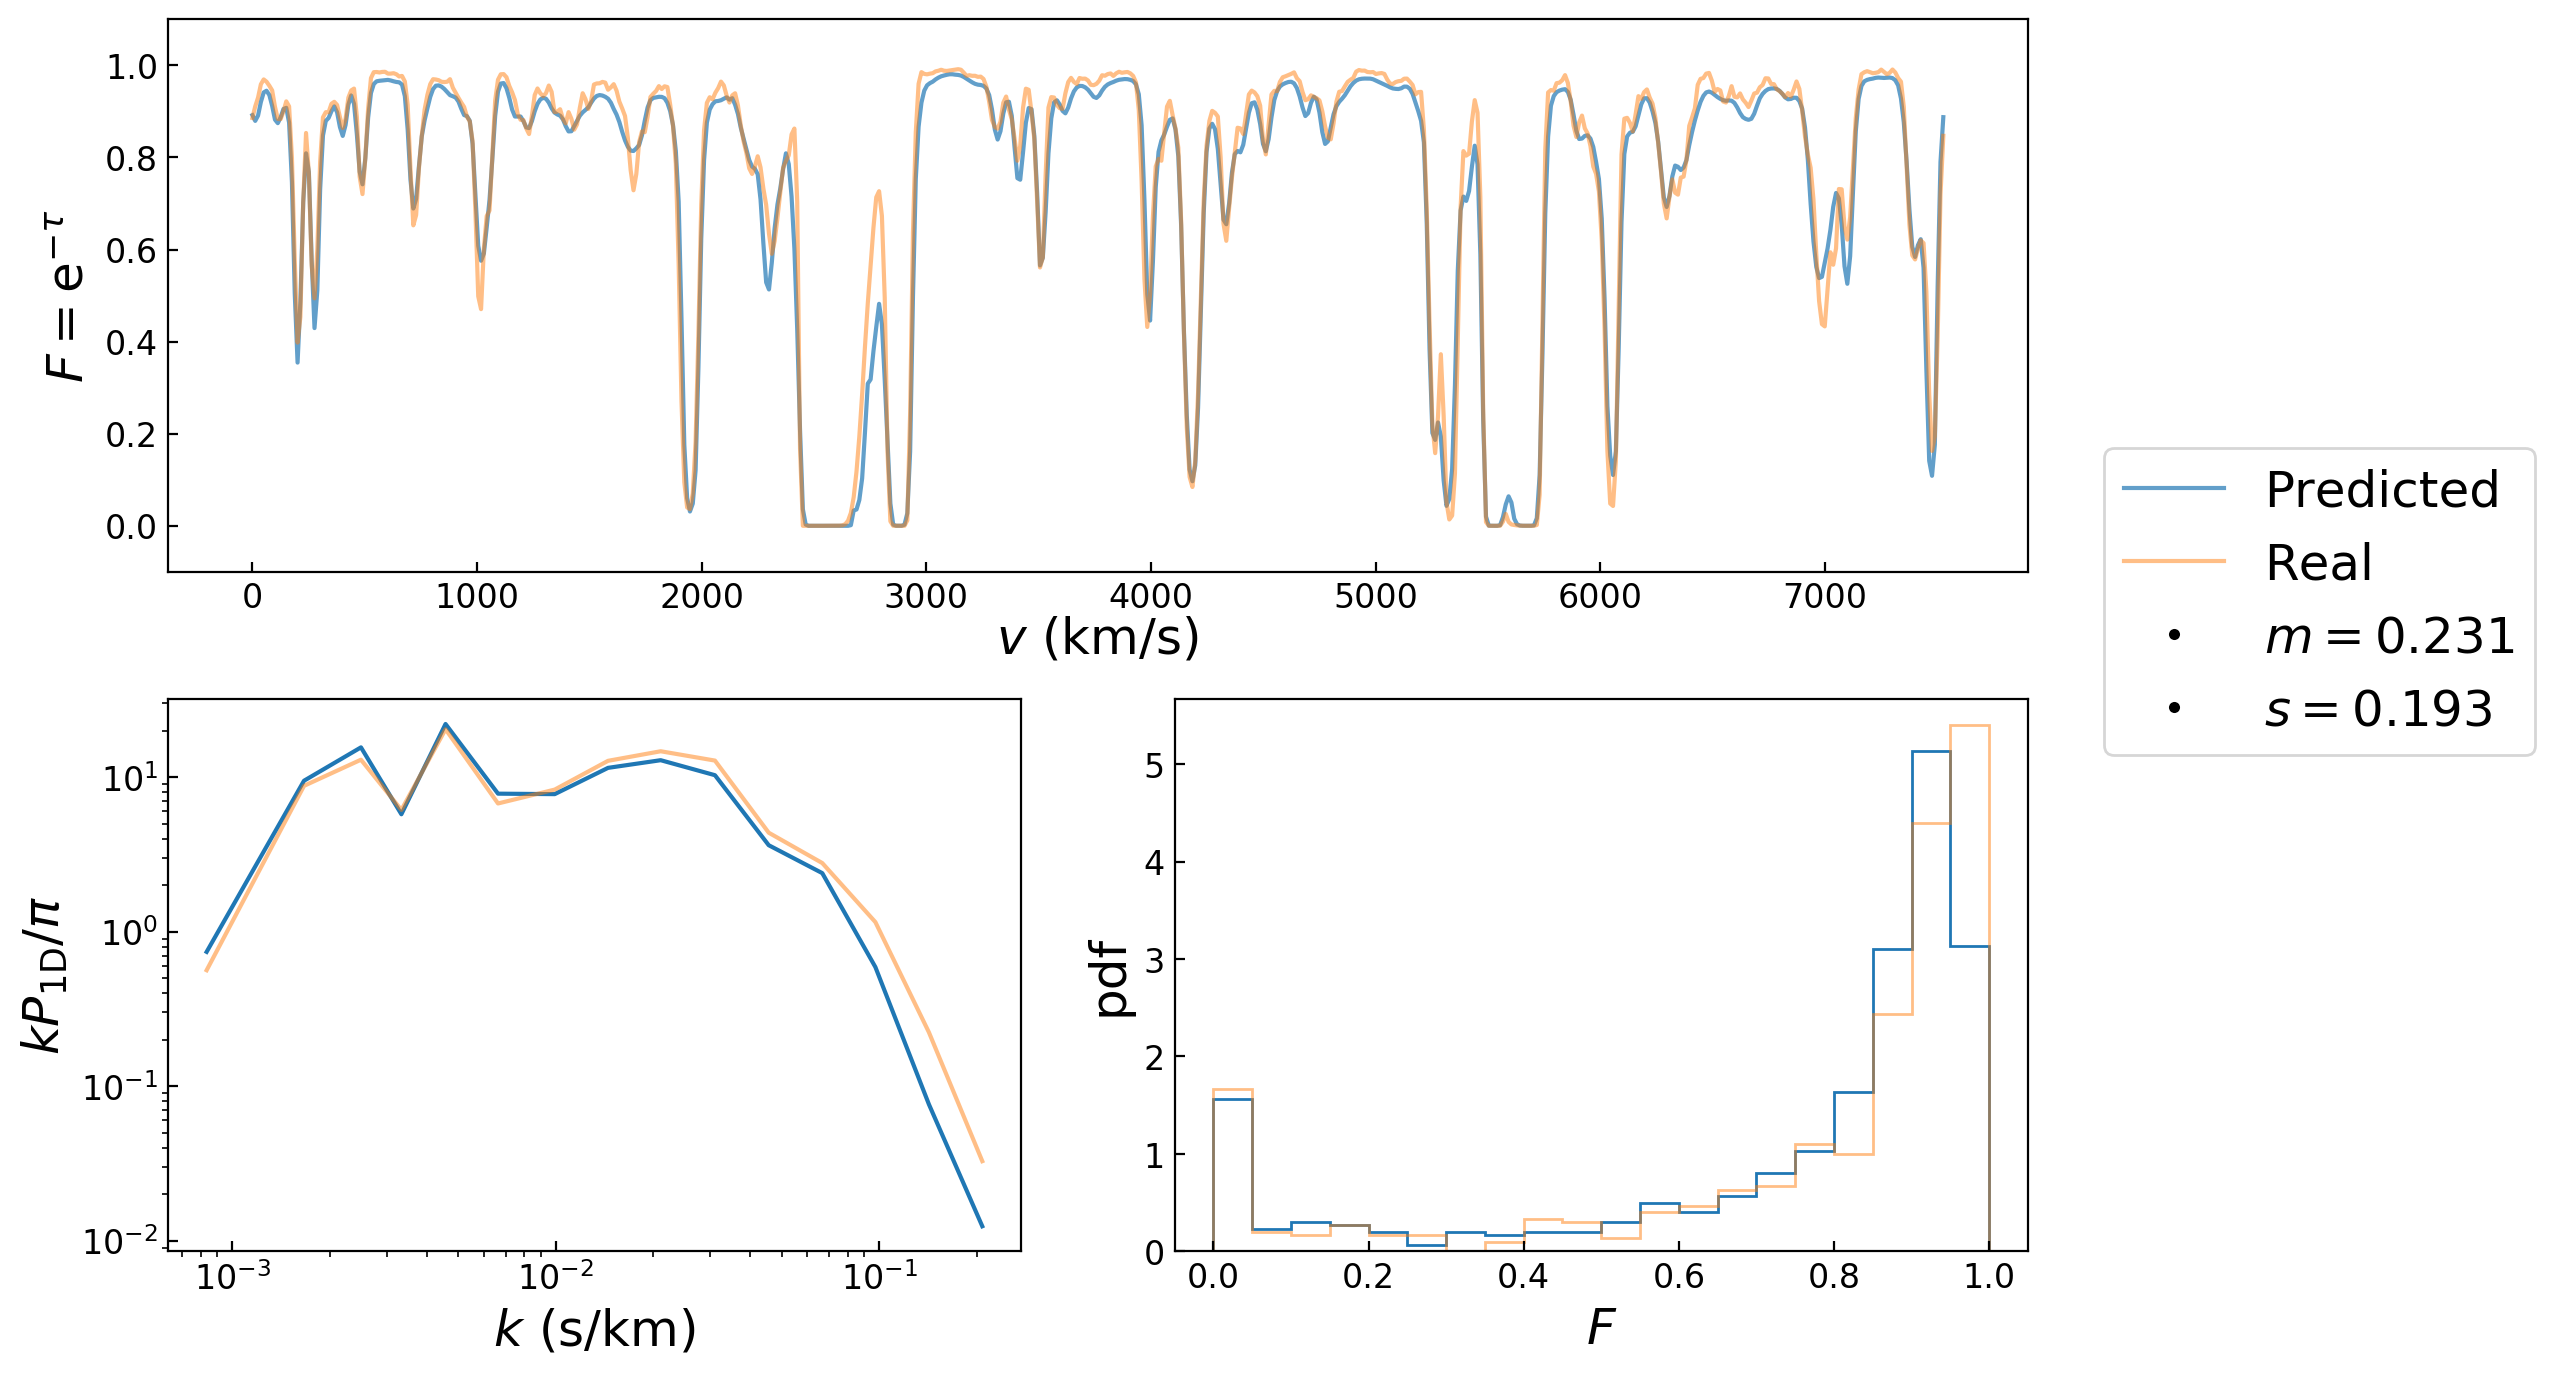 F = e^{−τ}
1.0
0.8
0.6
0.4
0.2
0.0
0 1000 2000 3000 4000 5000 6000 7000
v (km/s)
Predicted
Real
m = 0.231
s = 0.193
kP_{1D}/π
10^1
10^0
10^{−1}
10^{−2}
10^{−3} 10^{−2} 10^{−1}
k (s/km)
pdf
5
4
3
2
1
0
0.0 0.2 0.4 0.6 0.8 1.0
F